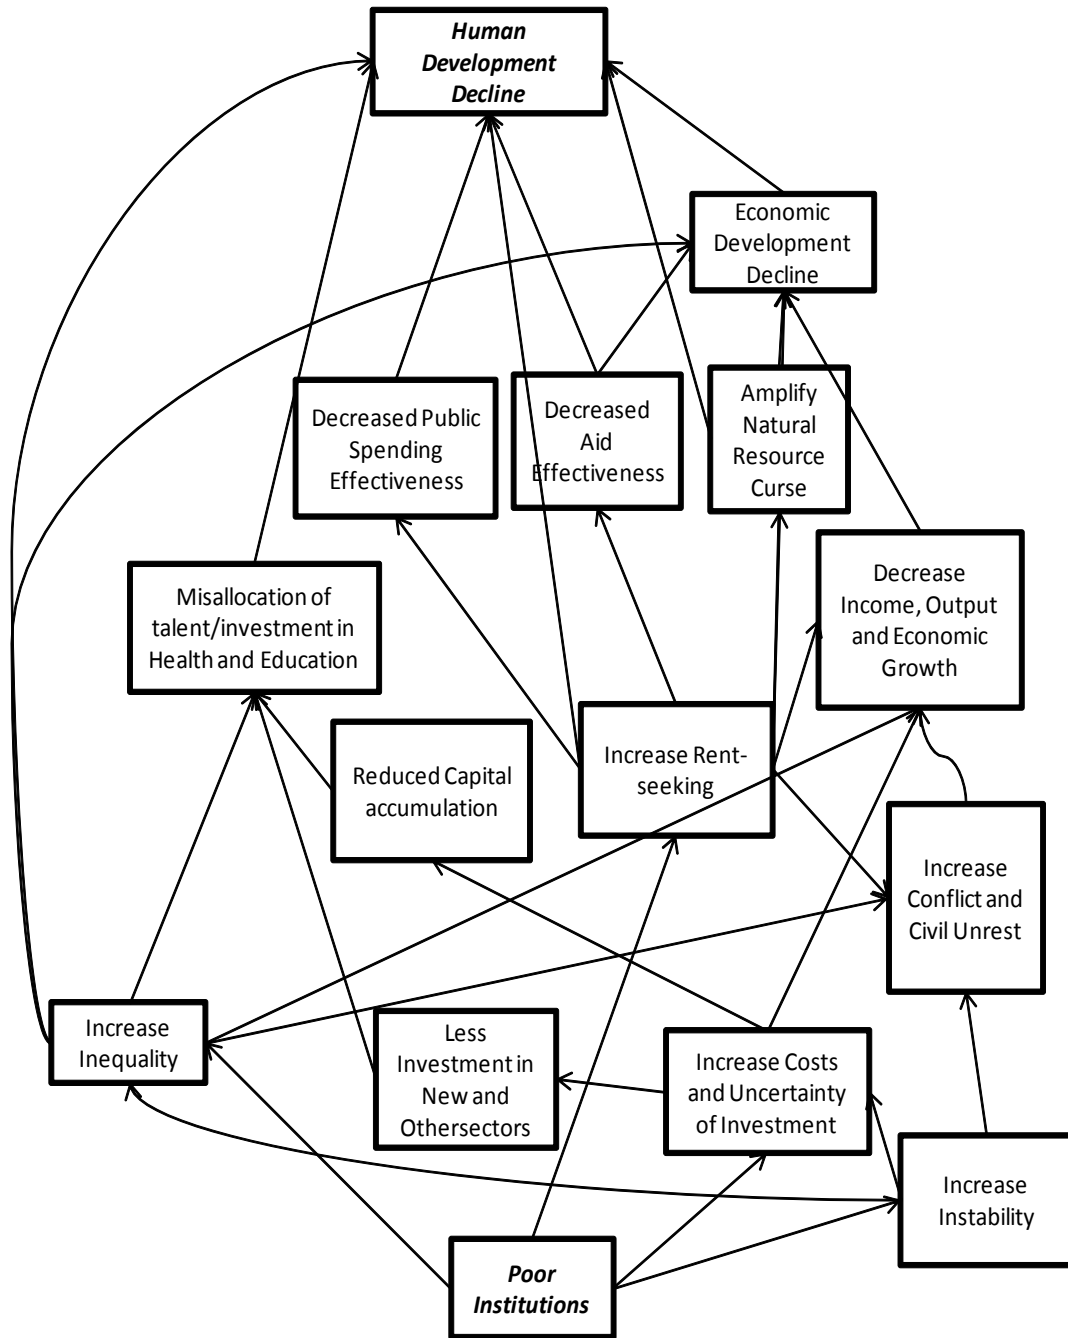 Human
Development
Decline
Economic
Development
Decline
Decreased Public
Spending
Effectiveness
Decreased
Aid
Effectiveness
Amplify
Natural
Resource
Curse
Decrease
Income, Output
and Economic
Growth
Misallocation of
talent/investment in
Health and Education
Reduced Capital
accumulation
Increase Rent-
seeking
Increase
Conflict and
Civil Unrest
Increase
Inequality
Less
Investment in
New and
Othersectors
Increase Costs
and Uncertainty
of Investment
Increase
Instability
Poor
Institutions